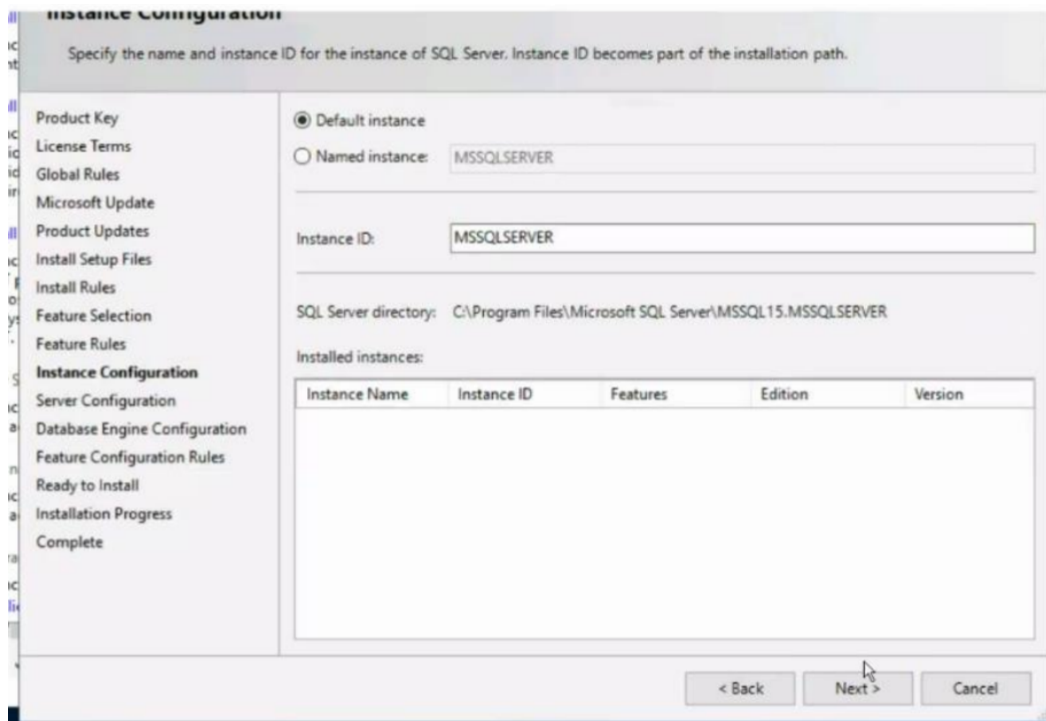 Instance Configuration
Specify the name and instance ID for the instance of SQL Server. Instance ID becomes part of the installation path.
Product Key
License Terms
Global Rules
Microsoft Update
Product Updates
Install Setup Files
Install Rules
Feature Selection
Feature Rules
Instance Configuration
Server Configuration
Database Engine Configuration
Feature Configuration Rules
Ready to Install
Installation Progress
Complete
Default instance
Named instance: MSSQLSERVER
Instance ID: MSSQLSERVER
SQL Server directory: C:\Program Files\Microsoft SQL Server\MSSQL15.MSSQLSERVER
Installed instances:
Instance Name Instance ID Features Edition Version
< Back Next > Cancel